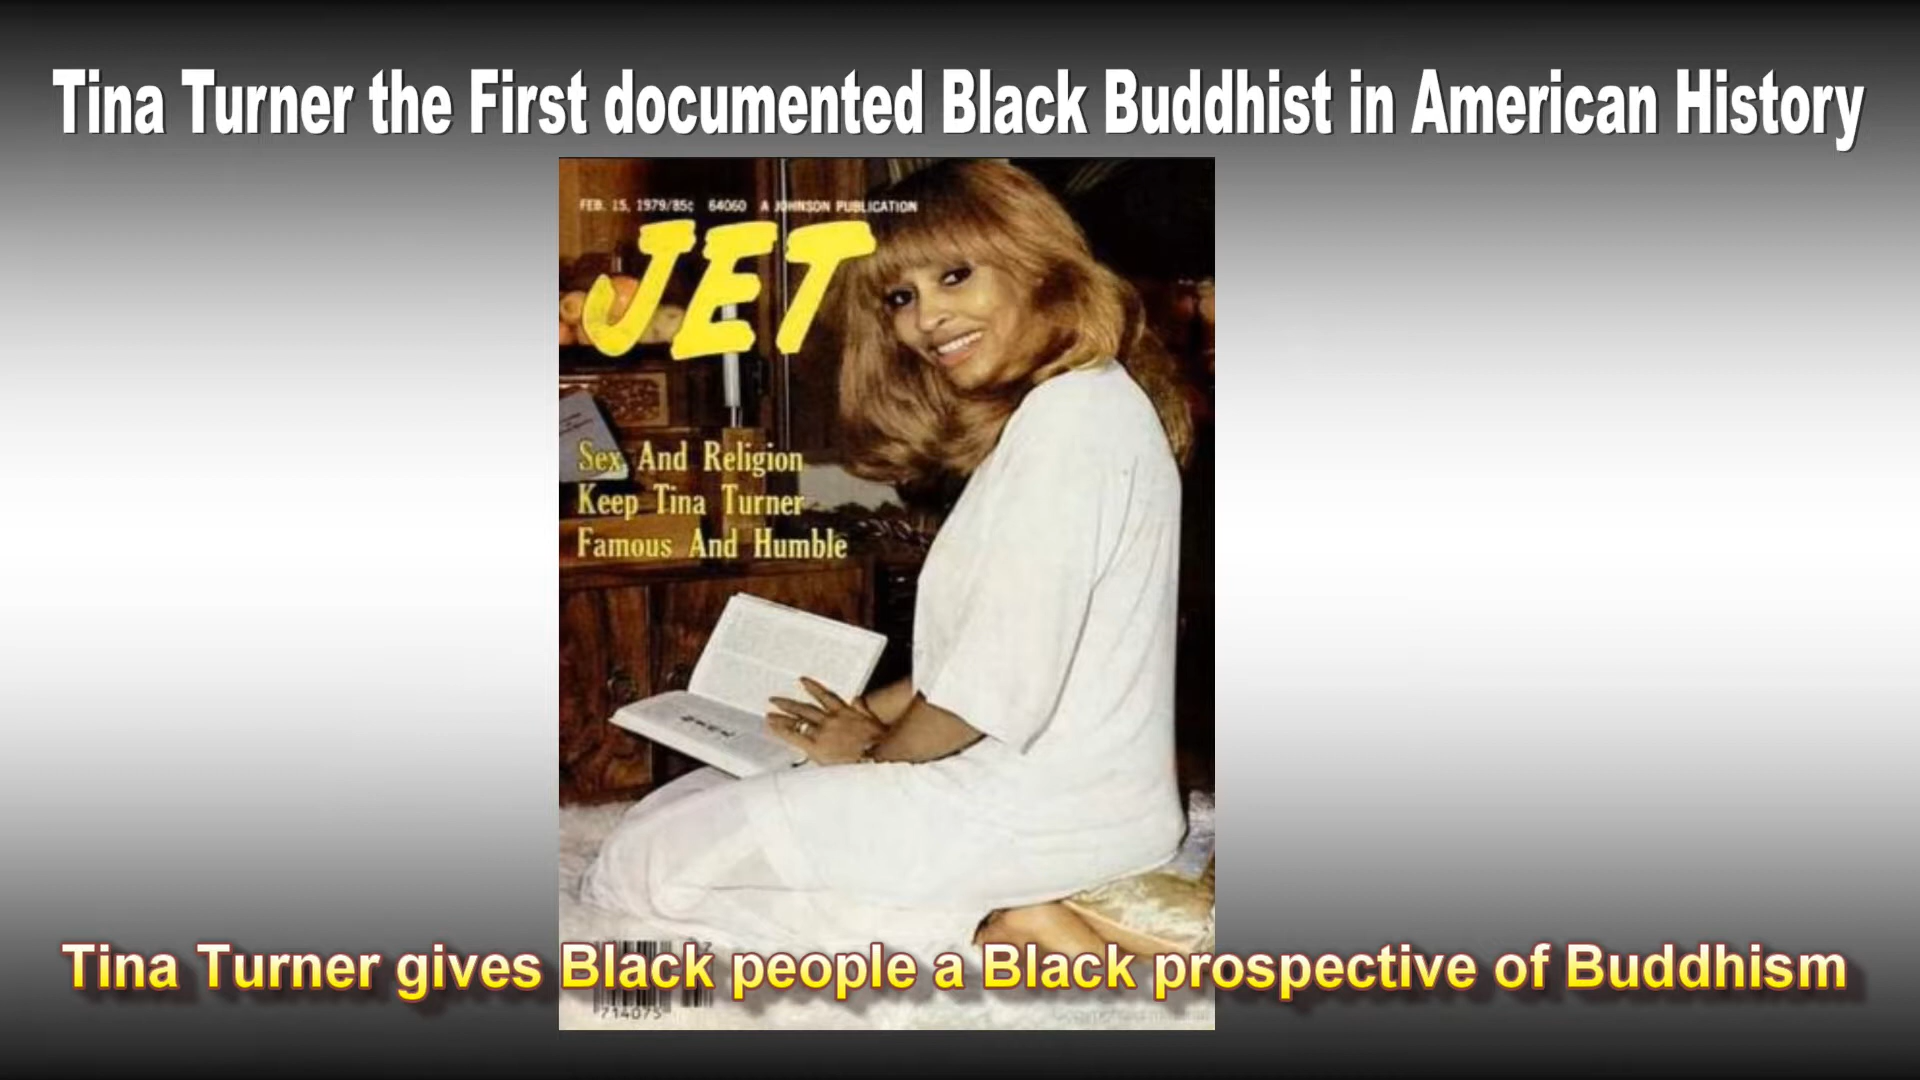 Tina Turner the First documented Black Buddhist in American History
FEB. 15, 1979/85¢ 64060 A JOHNSON PUBLICATION
JET
Sex And Religion
Keep Tina Turner
Famous And Humble
Tina Turner gives Black people a Black prospective of Buddhism
714075